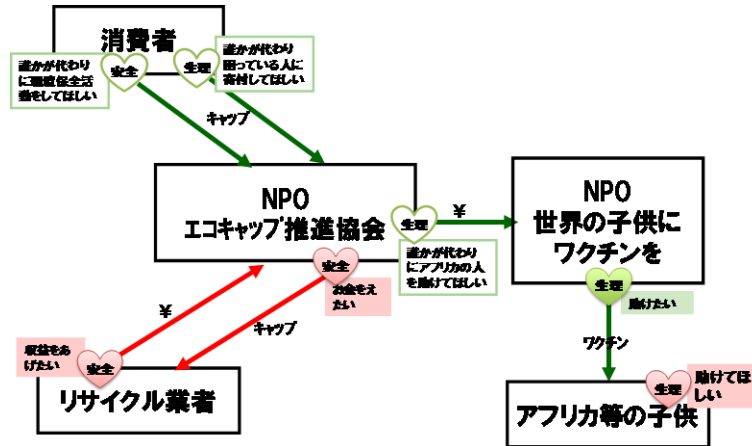 消費者
誰かが代わり
に環境保全活
動をしてほしい
安全
生理
誰かが代わり
困っている人に
寄付してほしい
キャップ
NPO
エコキャップ推進協会
生理
¥
誰かが代わり
にアフリカの人
を助けてほしい
NPO
世界の子供に
ワクチンを
生理
助けたい
安全
お金をえ
たい
¥
キャップ
収益をあ
げたい
安全
リサイクル業者
ワクチン
生理
助けてほ
しい
アフリカ等の子供